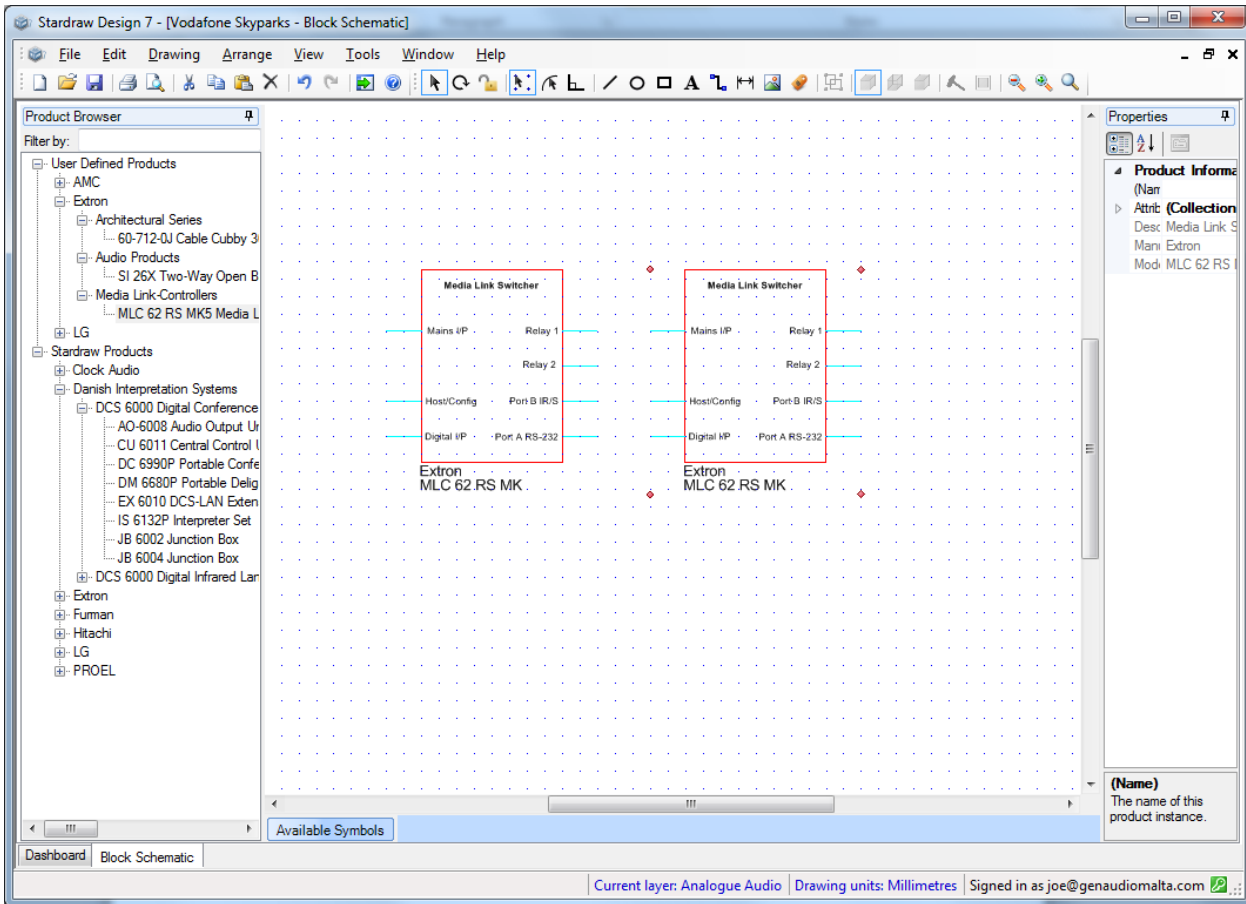 Stardraw Design 7 - [Vodafone Skyparks - Block Schematic]
File Edit Drawing Arrange View Tools Window Help
Product Browser
Filter by:
User Defined Products
AMC
Extron
Architectural Series
60-712-0J Cable Cubby 3
Audio Products
SI 26X Two-Way Open B
Media Link-Controllers
MLC 62 RS MK5 Media L
LG
Stardraw Products
Clock Audio
Danish Interpretation Systems
DCS 6000 Digital Conference
AO-6008 Audio Output Ur
CU 6011 Central Control
DC 6990P Portable Confe
DM 6680P Portable Delig
EX 6010 DCS-LAN Exten
IS 6132P Interpreter Set
JB 6002 Junction Box
JB 6004 Junction Box
DCS 6000 Digital Infrared Lar
Extron
Furman
Hitachi
LG
PROEL
Media Link Switcher
Mains I/P Relay 1
Relay 2
Host/Config Port B IR/S
Digital I/P Port A RS-232
Extron
MLC 62 RS MK
Media Link Switcher
Mains I/P Relay 1
Relay 2
Host/Config Port B IR/S
Digital I/P Port A RS-232
Extron
MLC 62 RS MK
Properties
Product Informa
(Nam
Attrib (Collection
Desc Media Link S
Manu Extron
Mode MLC 62 RS
(Name)
The name of this
product instance.
Available Symbols
Dashboard Block Schematic
Current layer: Analogue Audio Drawing units: Millimetres Signed in as joe@genaudiomalta.com